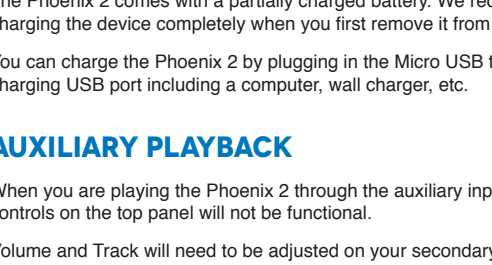 The Phoenix 2 comes with a partially charged battery. We
charging the device completely when you first remove it from
You can charge the Phoenix 2 by plugging in the Micro USB
charging USB port including a computer, wall charger, etc.
AUXILIARY PLAYBACK
When you are playing the Phoenix 2 through the auxiliary
controls on the top panel will not be functional.
Volume and Track will need to be adjusted on your secondary